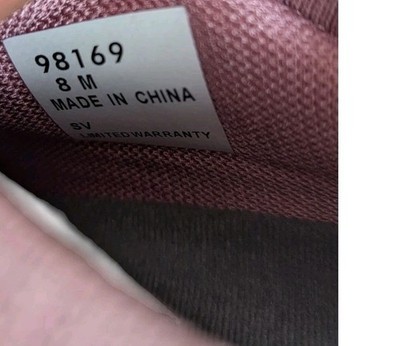 98169
8 M
MADE IN CHINA
SV
LIMITED WARRANTY